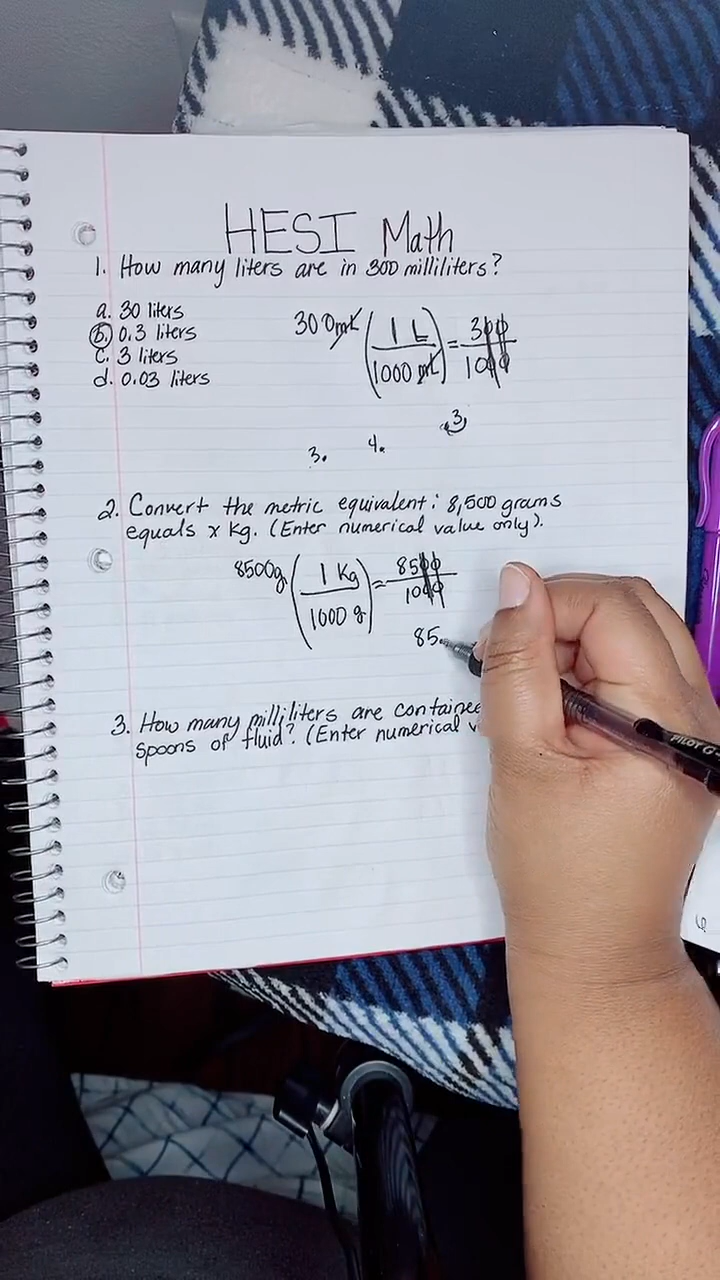 HESI Math
1. How many liters are in 300 milliliters?
a. 30 liters
b. 0.3 liters
c. 3 liters
d. 0.03 liters
300mL (1 L / 1000 mL) = 300 / 1000
3
3. 4.
2. Convert the metric equivalent: 8,500 grams
equals x kg. (Enter numerical value only).
8500g (1 Kg / 1000 g) = 8500 / 1000
85.
3. How many milliliters are
spoons of fluid? (Enter numerical
PILOT G-